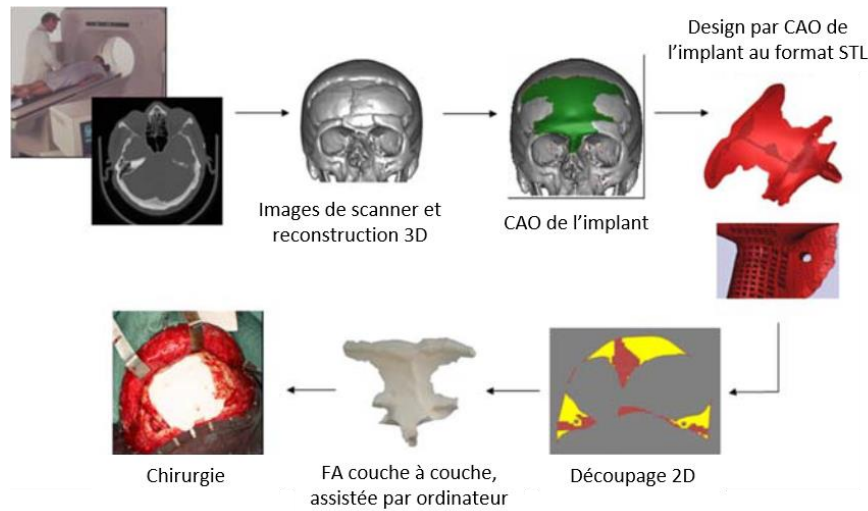 Design par CAO de
l’implant au format STL
Images de scanner et
reconstruction 3D
CAO de l’implant
Chirurgie
FA couche à couche,
assistée par ordinateur
Découpage 2D